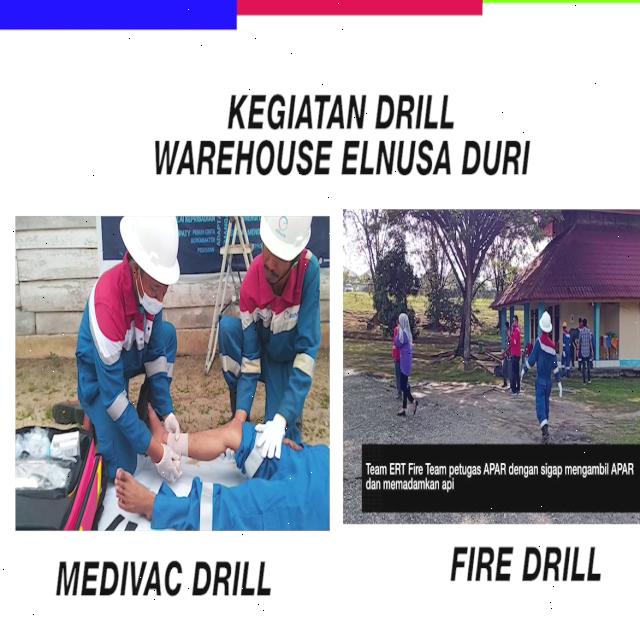 KEGIATAN DRILL
WAREHOUSE ELNUSA DURI
Team ERT Fire Team petugas APAR dengan sigap mengambil APAR
dan memadamkan api
MEDIVAC DRILL
FIRE DRILL